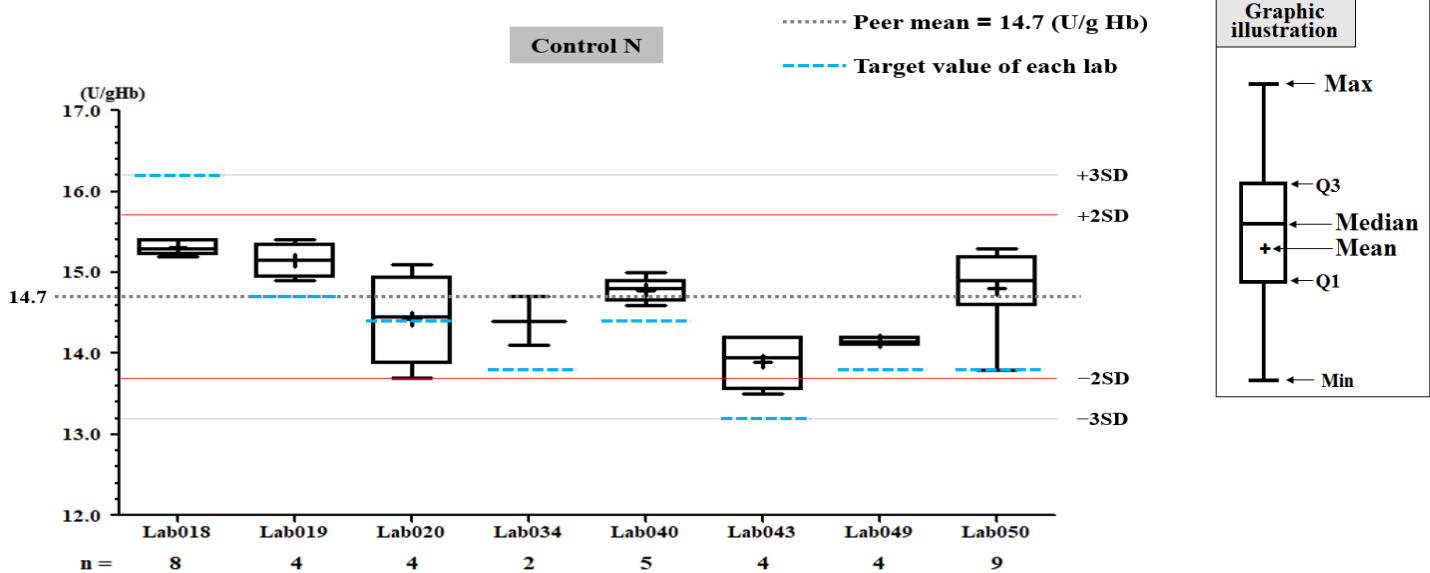 Control N
Peer mean = 14.7 (U/g Hb)
Target value of each lab
(U/gHb)
17.0
16.0
15.0
14.7
14.0
13.0
12.0
+3SD
+2SD
−2SD
−3SD
Lab018 Lab019 Lab020 Lab034 Lab040 Lab043 Lab049 Lab050
n = 8 4 4 2 5 4 4 9
Graphic
illustration
Max
Q3
Median
Mean
Q1
Min